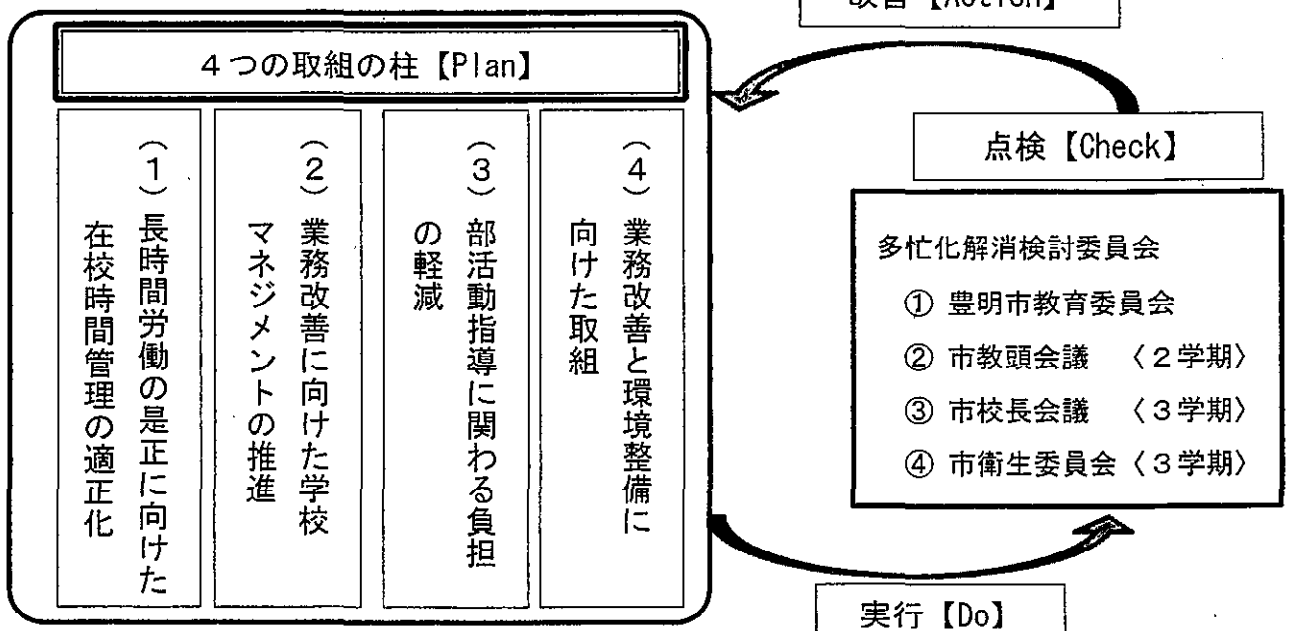 改善【Action】
４つの取組の柱【Plan】
（１）長時間労働の是正に向けた
在校時間管理の適正化
（２）業務改善に向けた学校
マネジメントの推進
（３）部活動指導に関わる負担
の軽減
（４）業務改善と環境整備に
向けた取組
点検【Check】
多忙化解消検討委員会
① 豊明市教育委員会
② 市教頭会議 〈２学期〉
③ 市校長会議 〈３学期〉
④ 市衛生委員会〈３学期〉
実行【Do】